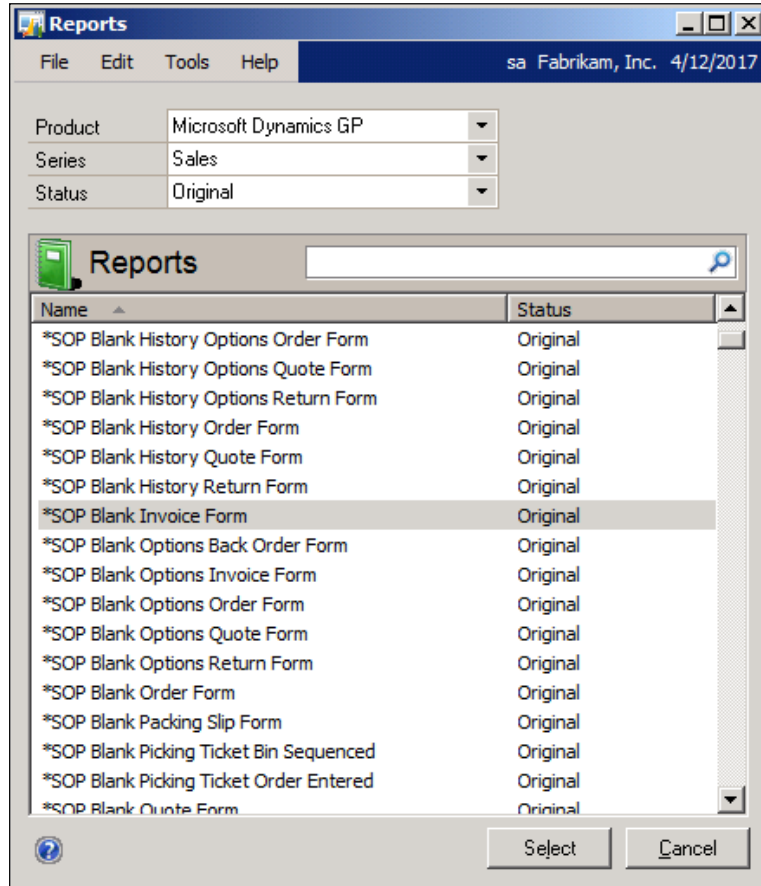 Reports
File Edit Tools Help sa Fabrikam, Inc. 4/12/2017
Product Microsoft Dynamics GP
Series Sales
Status Original
Reports
Name Status
*SOP Blank History Options Order Form Original
*SOP Blank History Options Quote Form Original
*SOP Blank History Options Return Form Original
*SOP Blank History Order Form Original
*SOP Blank History Quote Form Original
*SOP Blank History Return Form Original
*SOP Blank Invoice Form Original
*SOP Blank Options Back Order Form Original
*SOP Blank Options Invoice Form Original
*SOP Blank Options Order Form Original
*SOP Blank Options Quote Form Original
*SOP Blank Options Return Form Original
*SOP Blank Order Form Original
*SOP Blank Packing Slip Form Original
*SOP Blank Picking Ticket Bin Sequenced Original
*SOP Blank Picking Ticket Order Entered Original
*SOP Blank Quote Form Original
Select Cancel